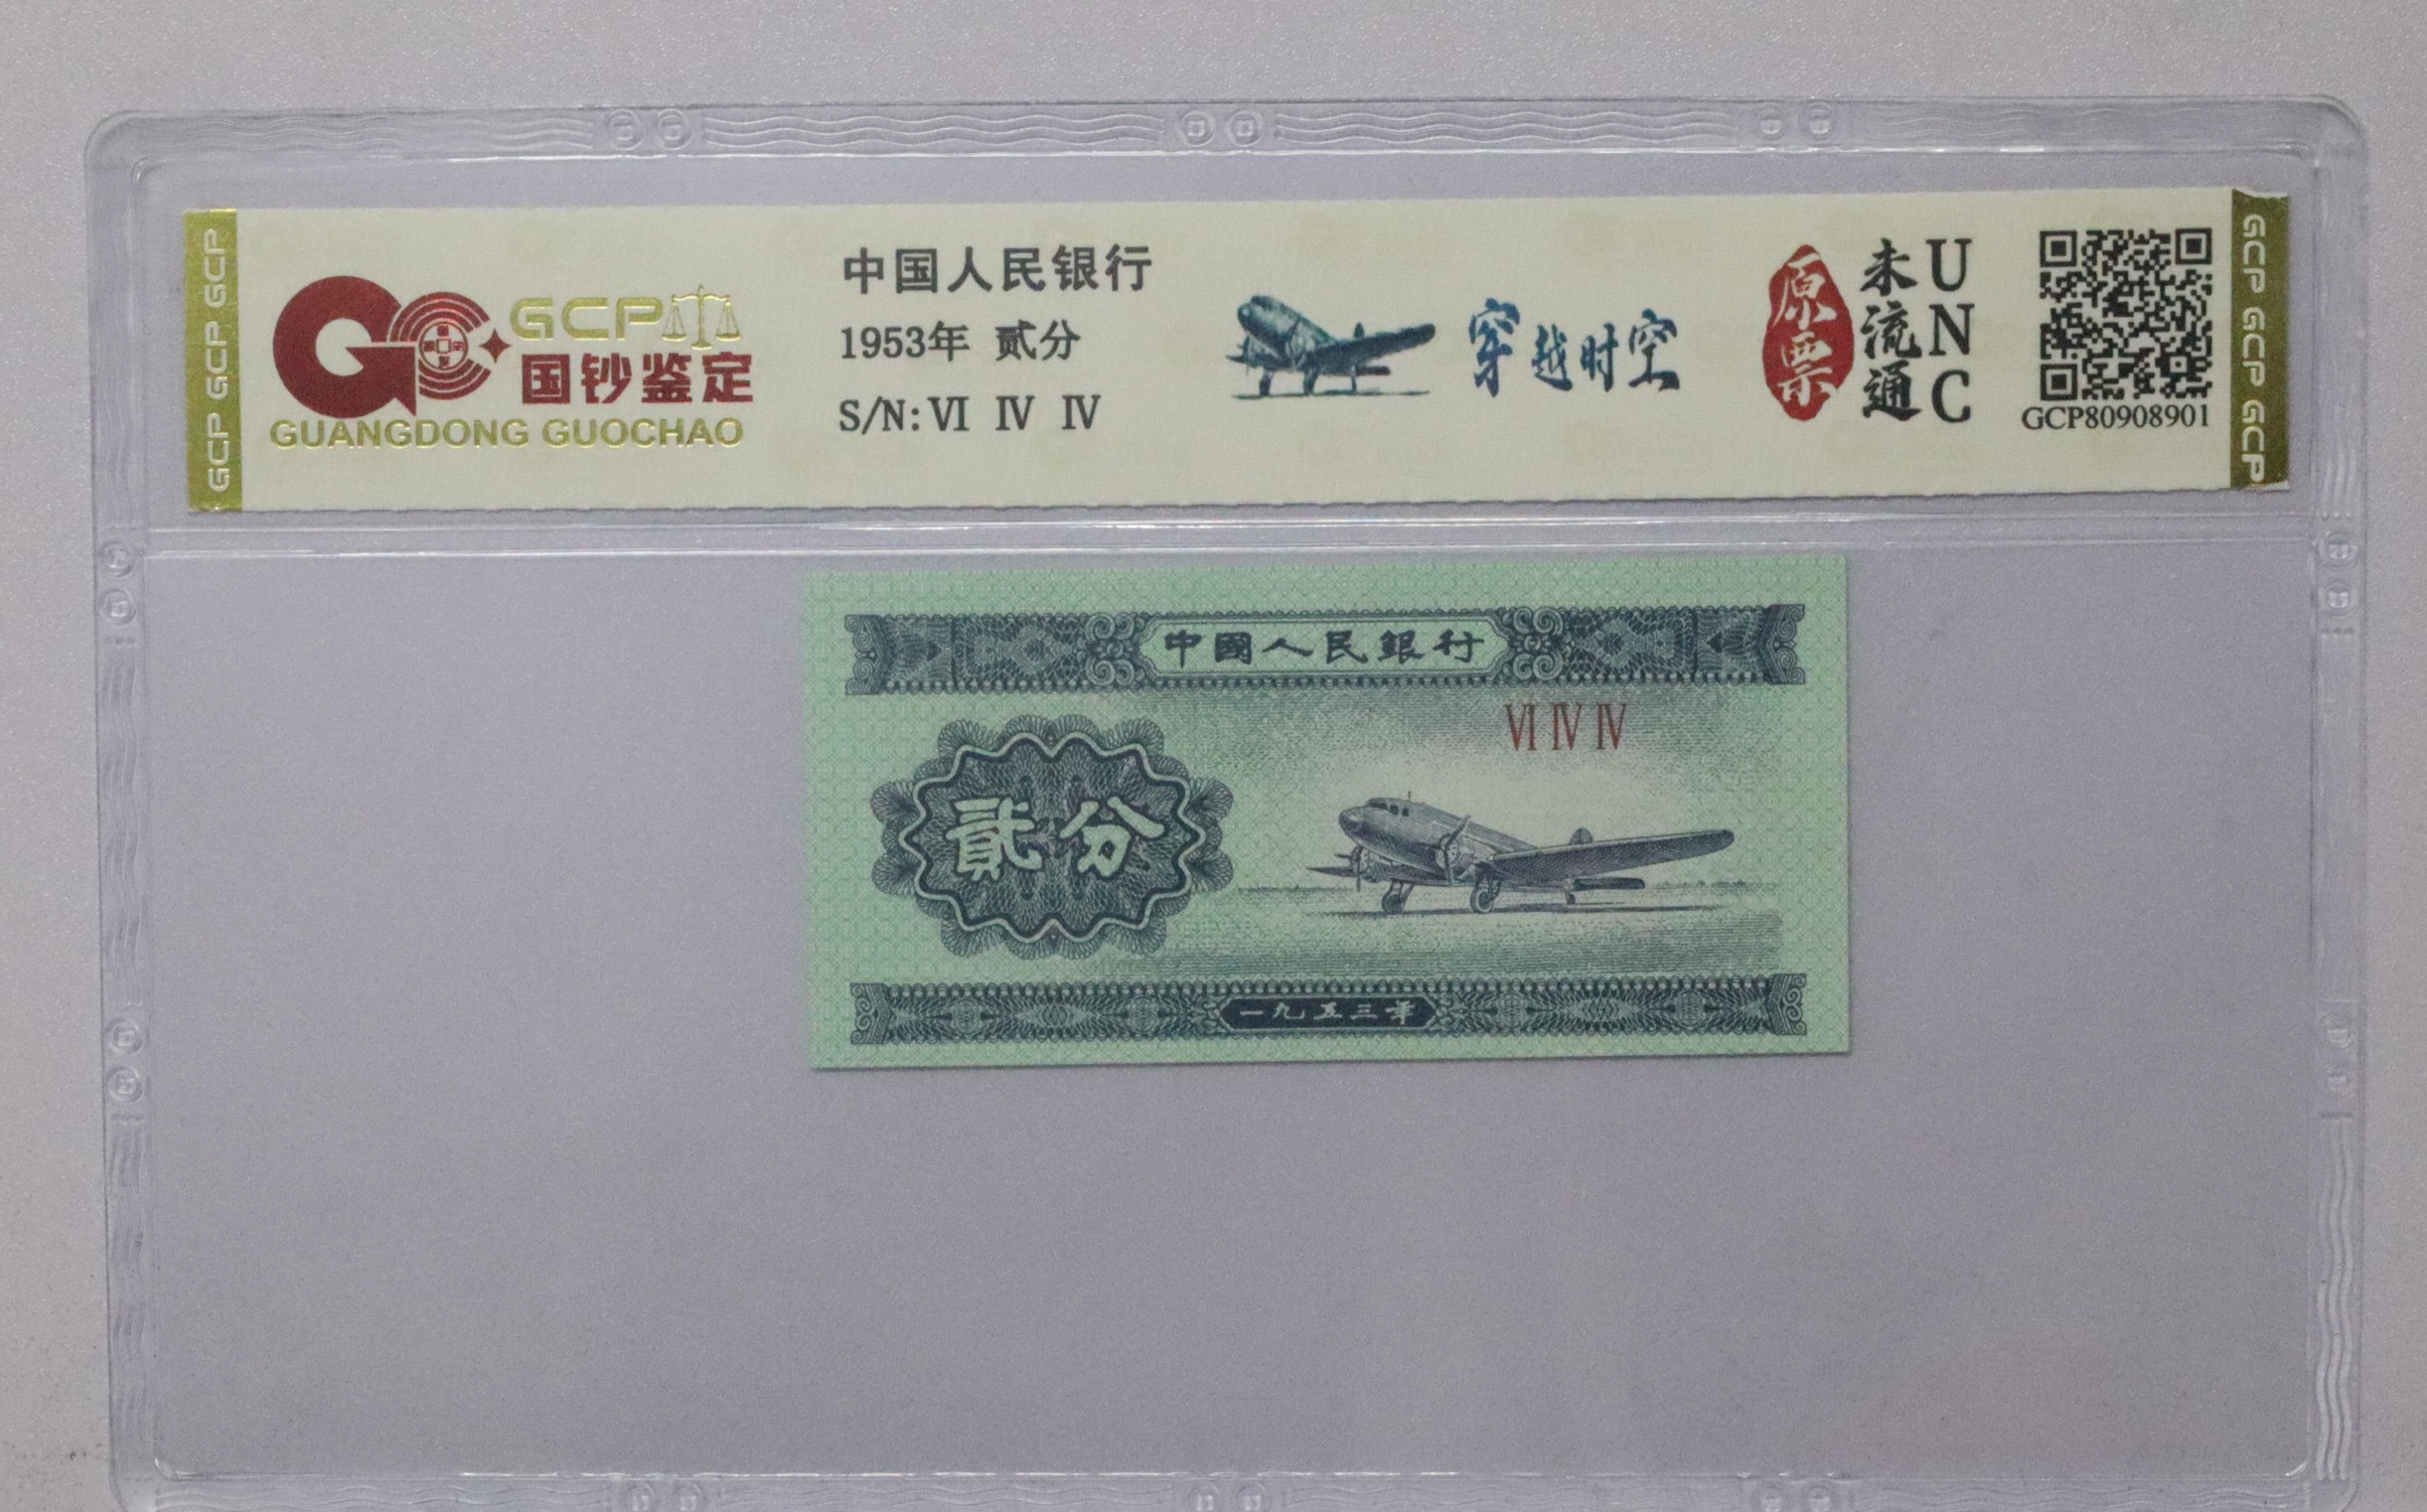 GCP GCP GCP
GCP
国钞鉴定
GUANGDONG GUOCHAO
中国人民银行
1953年 贰分
S/N: Ⅵ Ⅳ Ⅳ
穿越时空
原票
未流通
UNC
GCP80908901
GCP GCP GCP
中國人民銀行
Ⅵ Ⅳ Ⅳ
貳分
一九五三年